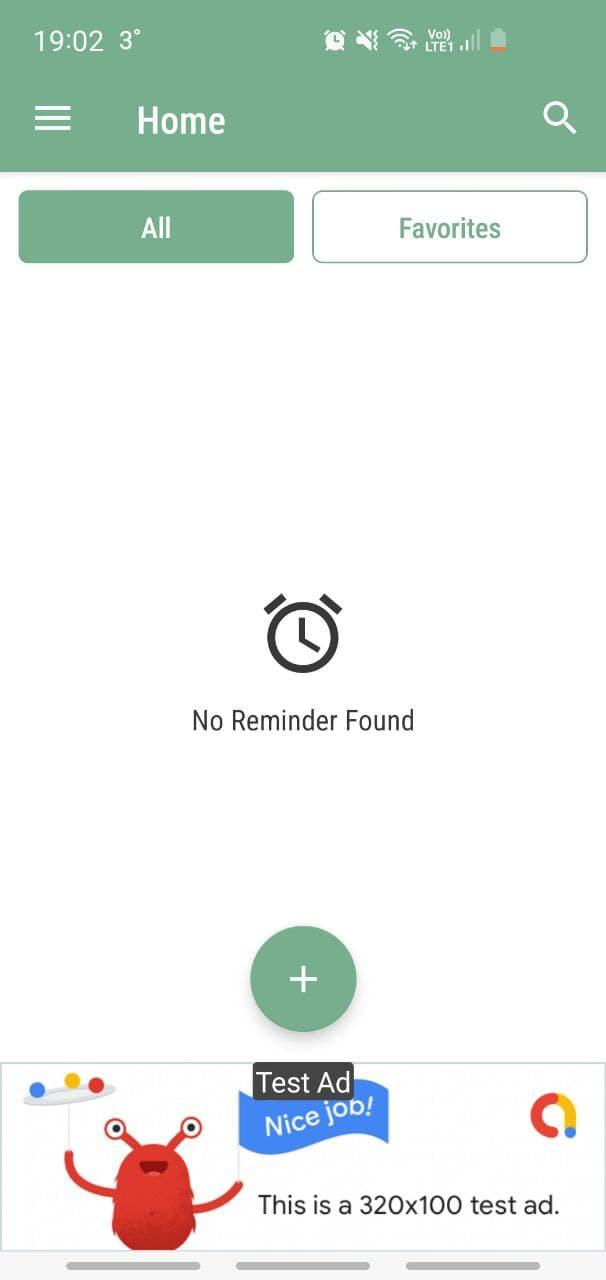 19:02 3°
Vo))
LTE1
Home
All Favorites
No Reminder Found
+
Test Ad
Nice job!
This is a 320x100 test ad.